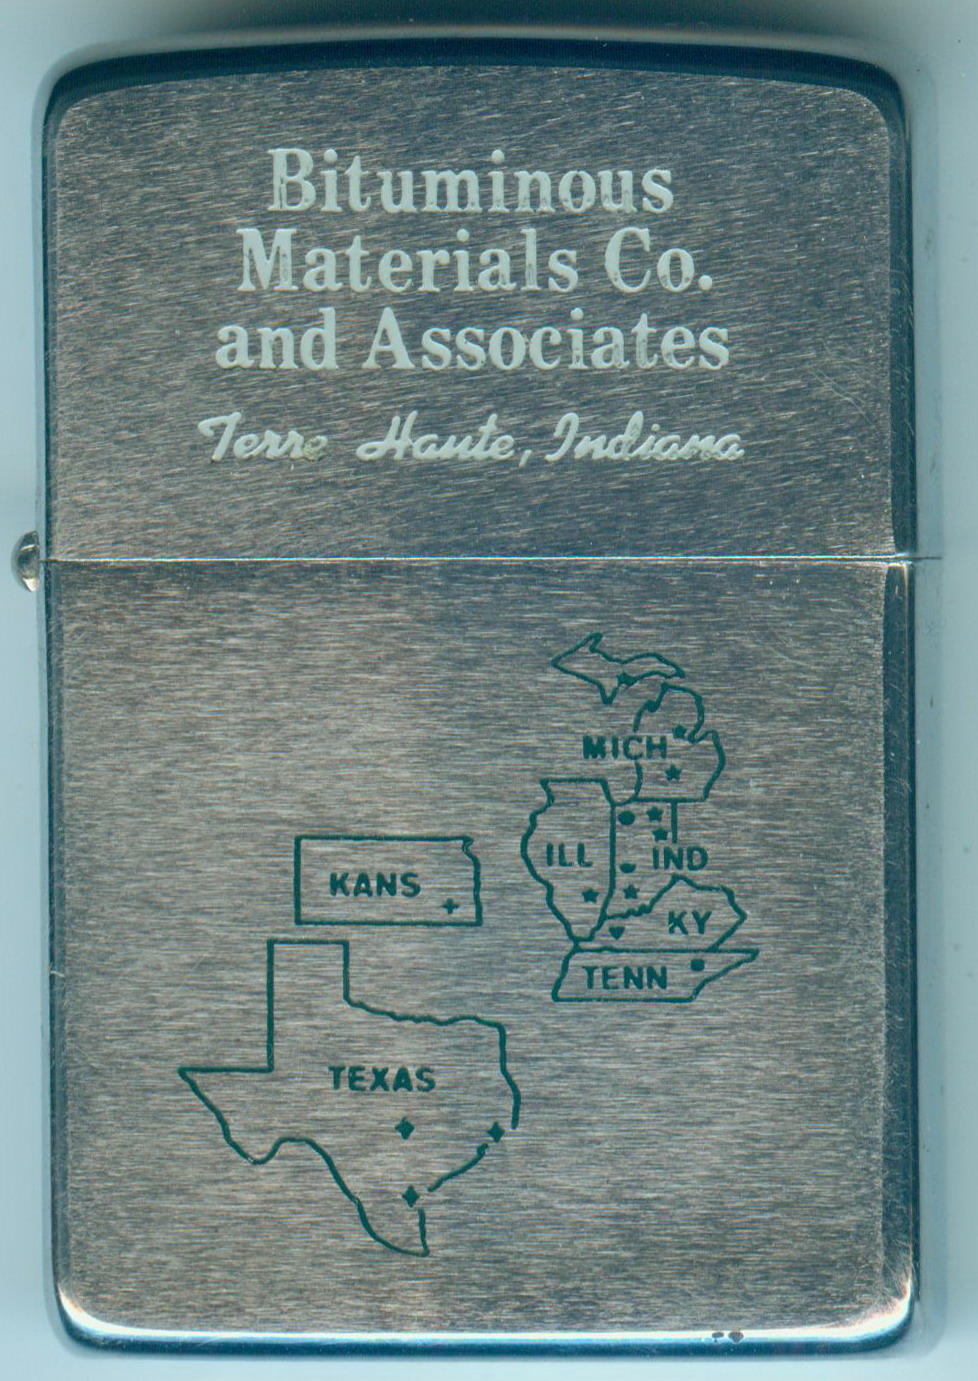 Bituminous
Materials Co.
and Associates
Terre Haute, Indiana
MICH
ILL
IND
KANS
KY
TENN
TEXAS